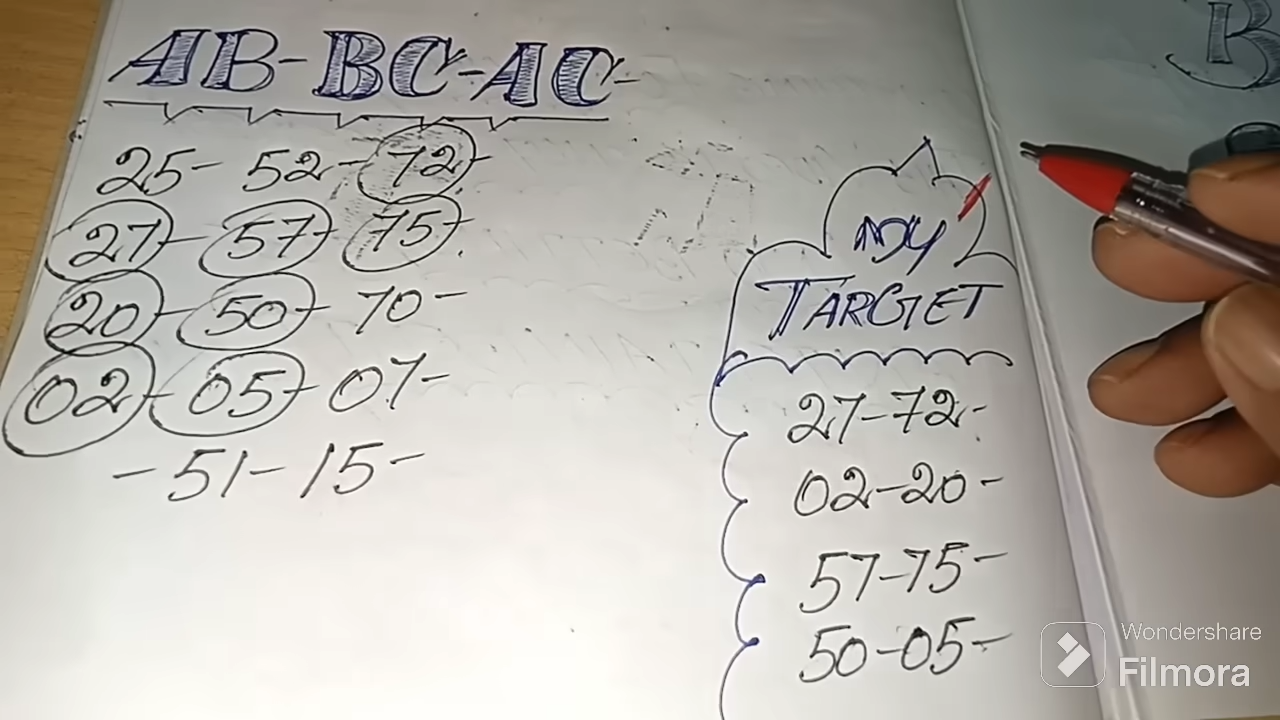 AB-BC-AC-
25- 52- 72-
27- 57- 75-
20- 50- 70-
02- 05- 07-
- 51- 15-
MY
TARGET
27-72-
02-20-
57-75-
50-05-
B
Wondershare
Filmora